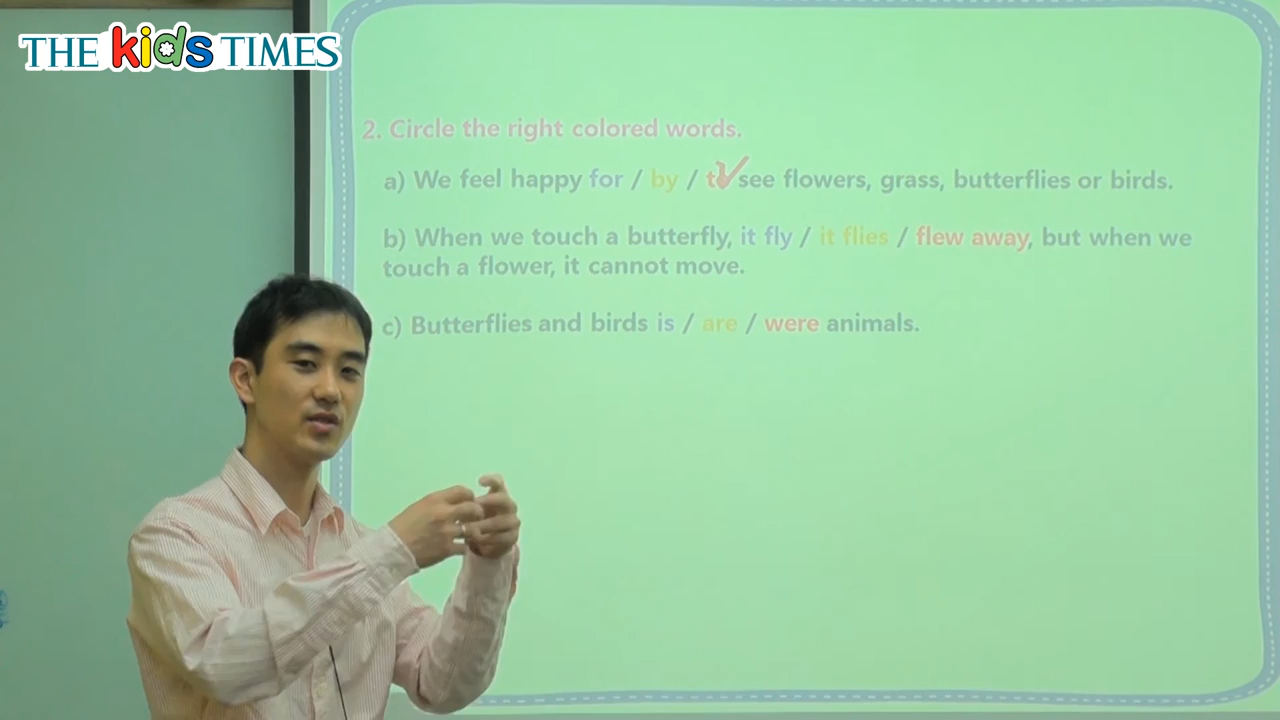 THE kids TIMES
2. Circle the right colored words.
a) We feel happy for / by / to see flowers, grass, butterflies or birds.
b) When we touch a butterfly, it fly / it flies / flew away, but when we
touch a flower, it cannot move.
c) Butterflies and birds is / are / were animals.